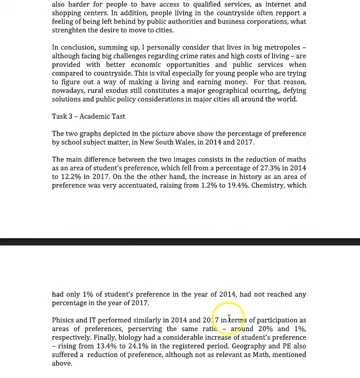 also harder for people to have access to qualified services, as internet and
shopping centers. In addition, people living in the countryside often repport a
feeling of being left behind by public authorities and business corporations, what
strenghten the desire to move to cities.
In conclusion, summing up, I personally consider that lives in big metropoles –
although facing big challenges regarding crime rates and high costs of living – are
provided with better economic opportunities and public services when
compared to countryside. This is vital especially for young people who are trying
to figure out a way of making a living and earning money. For that reason,
nowadays, rural exodus still constitutes a major geographical ocurring,, defying
solutions and public policy considerations in major cities all around the world.
Task 3 – Academic Tast
The two graphs depicted in the picture above show the percentage of preference
by school subject matter, in New South Wales, in 2014 and 2017.
The main difference between the two images consists in the reduction of maths
as an area of student's preference, which fell from a percentage of 27.3% in 2014
to 12.2% in 2017. On the the other hand, the increase in history as an area of
preference was very accentuated, raising from 1.2% to 19.4%. Chemistry, which
had only 1% of student's preference in the year of 2014, had not reached any
percentage in the year of 2017.
Phisics and IT performed similarly in 2014 and 2017 in terms of participation as
areas of preference, perserving the same ratio – around 20% and 1%,
respectively. Finally, biology had a considerable increase of student's preference
– rising from 13.4% to 24.1% in the registered period. Geography and PE also
suffered a reduction of preference, although not as relevant as Math, mentioned
above.